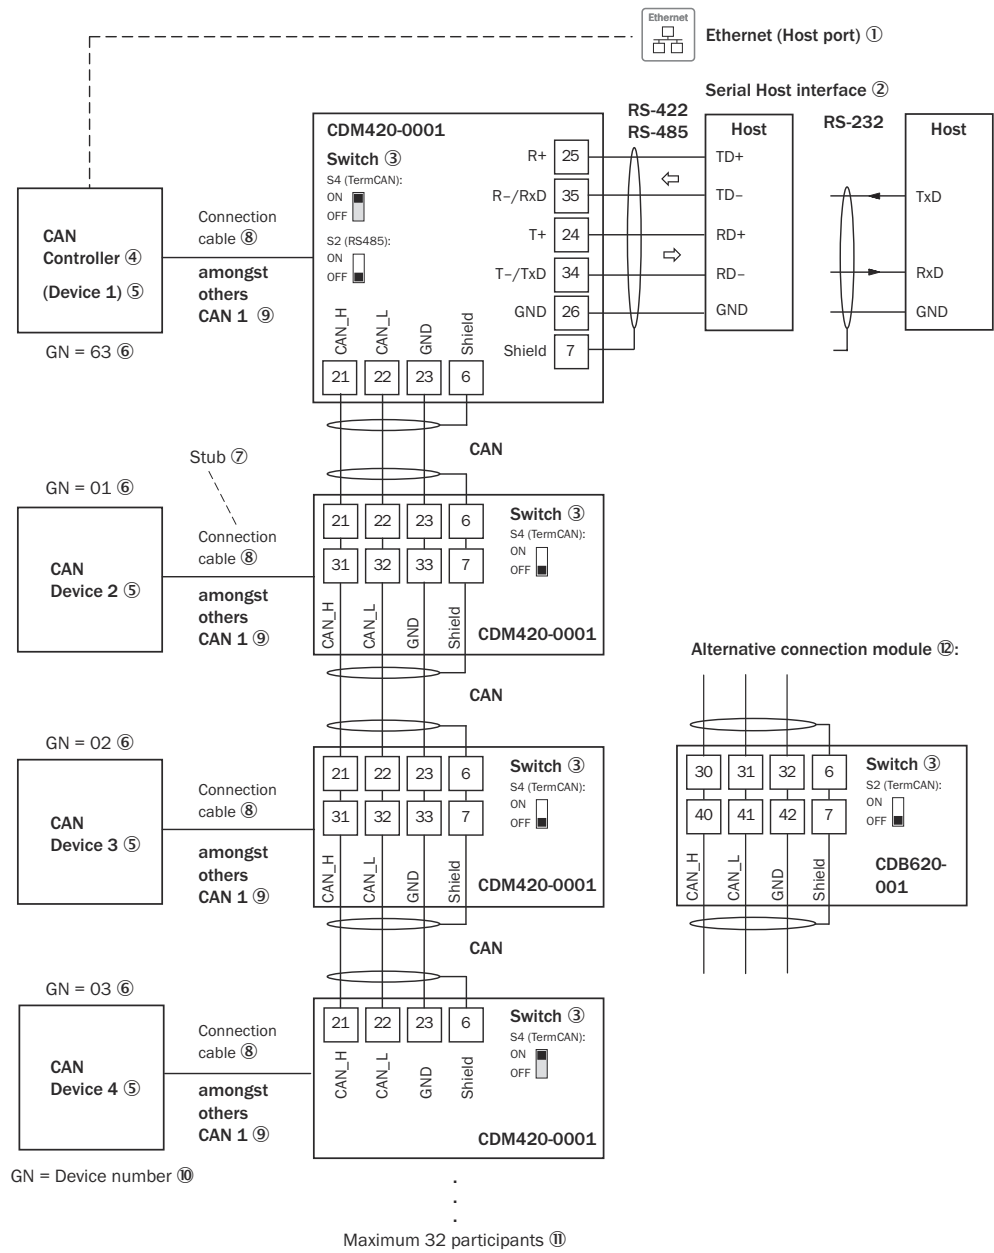 Ethernet
Ethernet (Host port) ①
Serial Host interface ②
RS-422
RS-485
RS-232
CDM420-0001
Switch ③
S4 (TermCAN):
ON
OFF
S2 (RS485):
ON
OFF
R+ 25
R–/RxD 35
T+ 24
T–/TxD 34
GND 26
Shield 7
Host
TD+
TD–
RD+
RD–
GND
Host
TxD
RxD
GND
CAN
Controller ④
(Device 1) ⑤
GN = 63 ⑥
Connection
cable ⑧
amongst
others
CAN 1 ⑨
CAN_H
CAN_L
GND
Shield
21 22 23 6
CAN
Stub ⑦
GN = 01 ⑥
CAN
Device 2 ⑤
Connection
cable ⑧
amongst
others
CAN 1 ⑨
21 22 23 6
31 32 33 7
CAN_H
CAN_L
GND
Shield
Switch ③
S4 (TermCAN):
ON
OFF
CDM420-0001
CAN
GN = 02 ⑥
CAN
Device 3 ⑤
Connection
cable ⑧
amongst
others
CAN 1 ⑨
21 22 23 6
31 32 33 7
CAN_H
CAN_L
GND
Shield
Switch ③
S4 (TermCAN):
ON
OFF
CDM420-0001
CAN
Alternative connection module ⑫:
30 31 32 6
40 41 42 7
CAN_H
CAN_L
GND
Shield
Switch ③
S2 (TermCAN):
ON
OFF
CDB620-
001
GN = 03 ⑥
CAN
Device 4 ⑤
Connection
cable ⑧
amongst
others
CAN 1 ⑨
21 22 23 6
CAN_H
CAN_L
GND
Shield
Switch ③
S4 (TermCAN):
ON
OFF
CDM420-0001
GN = Device number ⑩
.
.
.
Maximum 32 participants ⑪